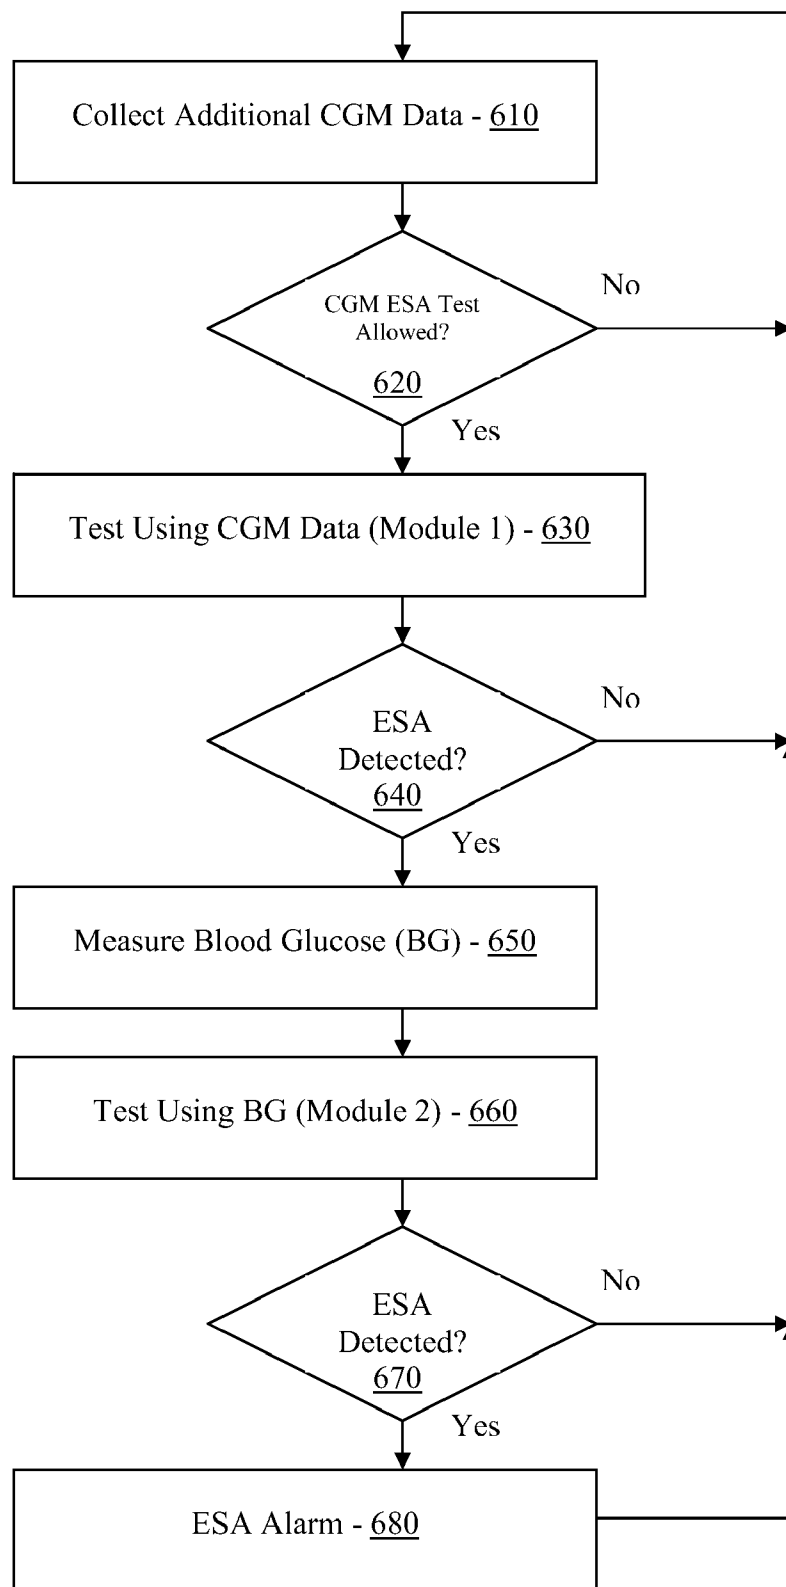 Collect Additional CGM Data - 610
No
CGM ESA Test
Allowed?
620
Yes
Test Using CGM Data (Module 1) - 630
No
ESA
Detected?
640
Yes
Measure Blood Glucose (BG) - 650
Test Using BG (Module 2) - 660
No
ESA
Detected?
670
Yes
ESA Alarm - 680